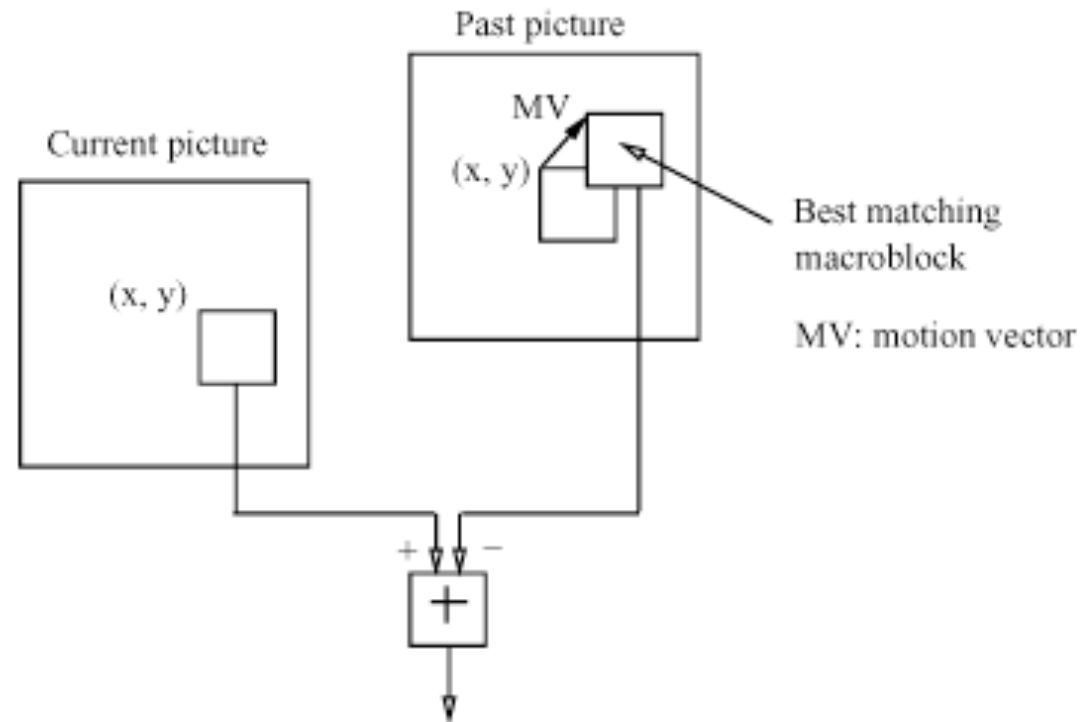 Past picture
MV
Current picture
(x, y)
Best matching
macroblock
(x, y)
MV: motion vector
+ −
+